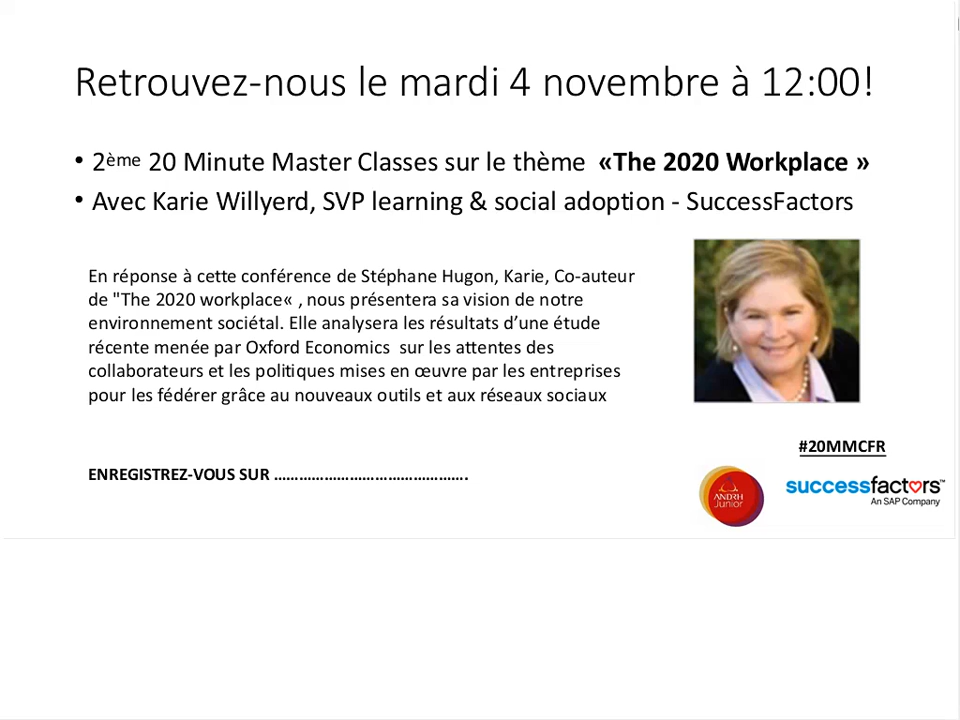 Retrouvez-nous le mardi 4 novembre à 12:00!
• 2ème 20 Minute Master Classes sur le thème «The 2020 Workplace »
• Avec Karie Willyerd, SVP learning & social adoption - SuccessFactors
En réponse à cette conférence de Stéphane Hugon, Karie, Co-auteur
de "The 2020 workplace« , nous présentera sa vision de notre
environnement sociétal. Elle analysera les résultats d’une étude
récente menée par Oxford Economics sur les attentes des
collaborateurs et les politiques mises en œuvre par les entreprises
pour les fédérer grâce au nouveaux outils et aux réseaux sociaux
#20MMCFR
ENREGISTREZ-VOUS SUR ……………………………………….
ANDRH
Junior
successfactors™
An SAP Company